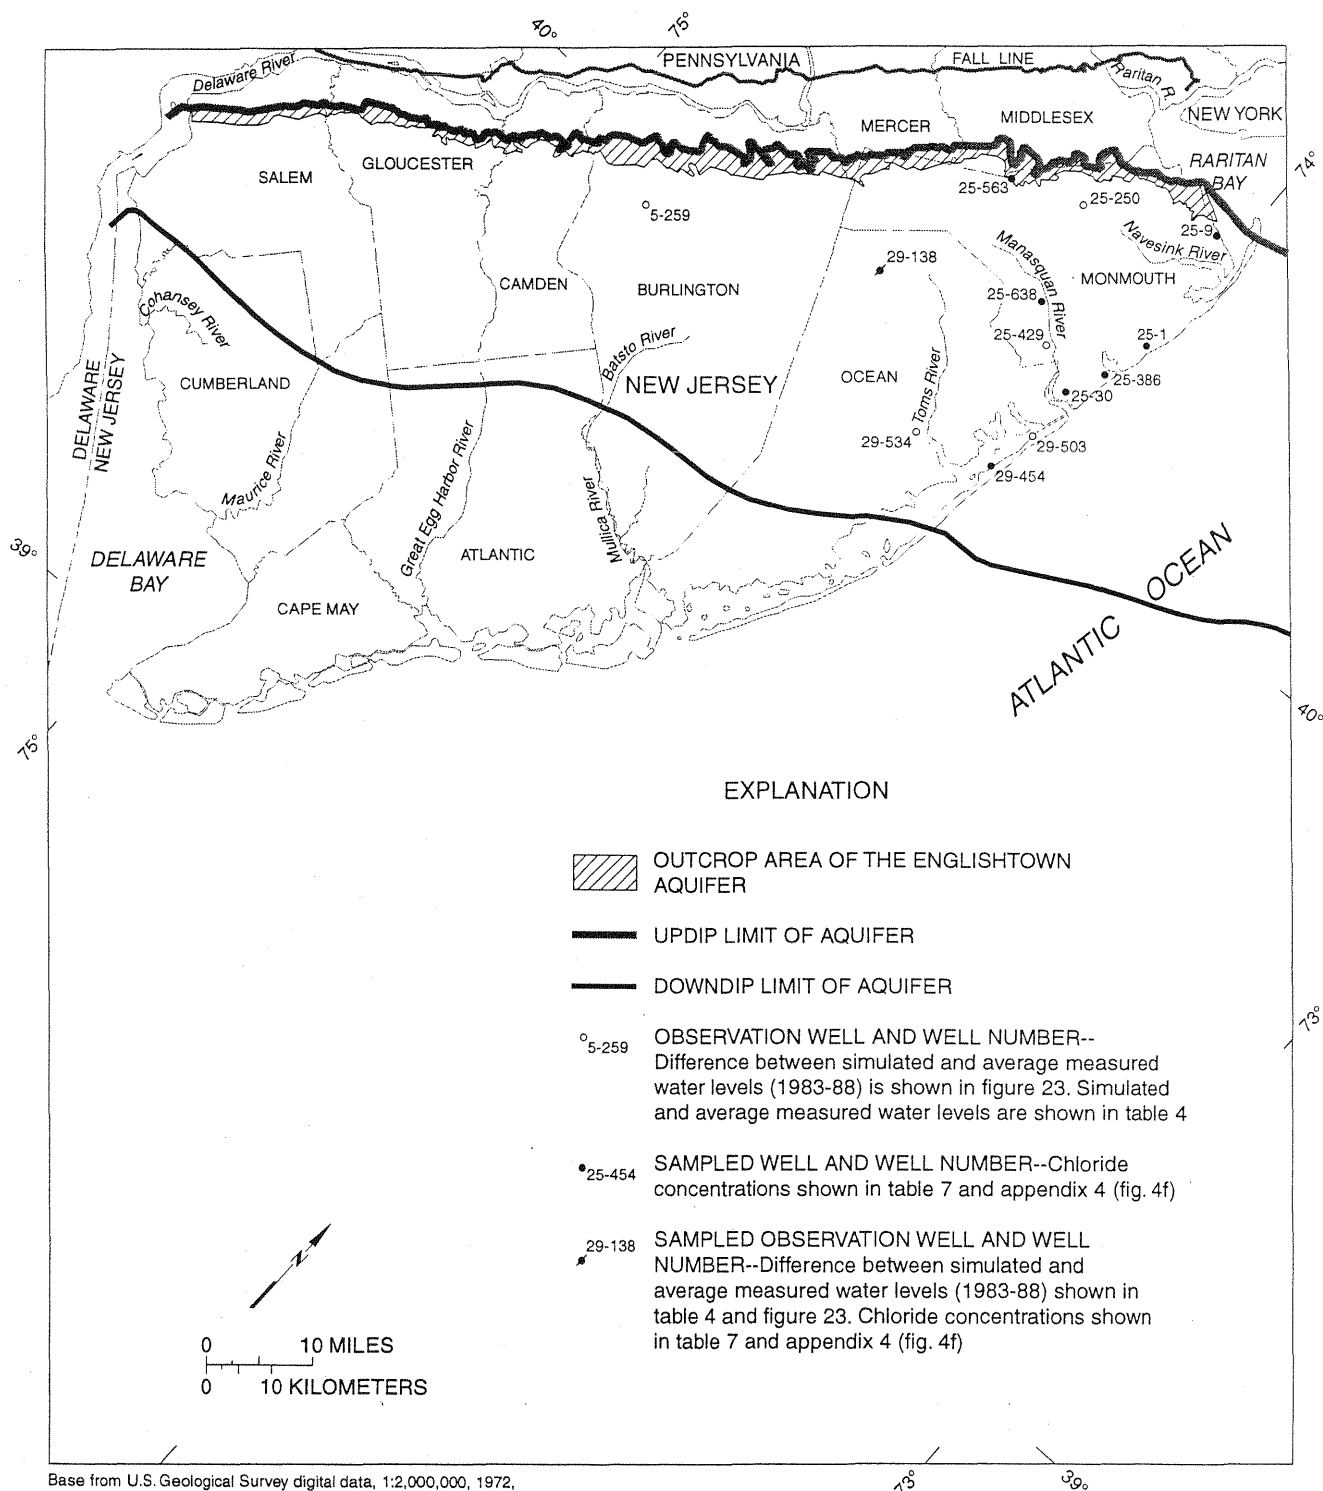 40°
75°
PENNSYLVANIA
FALL LINE
Delaware River
Raritan R.
NEW YORK
MERCER
MIDDLESEX
RARITAN
BAY
74°
GLOUCESTER
SALEM
25-563
25-250
5-259
25-9
Navesink River
29-138
Manasquan River
MONMOUTH
CAMDEN
BURLINGTON
25-638
Cohansey River
25-429
25-1
Batsto River
CUMBERLAND
NEW JERSEY
OCEAN
Toms River
25-386
25-30
DELAWARE
NEW JERSEY
29-534
29-503
29-454
Maurice River
Great Egg Harbor River
Mullica River
39°
DELAWARE
BAY
ATLANTIC
CAPE MAY
ATLANTIC OCEAN
40°
75°
EXPLANATION
OUTCROP AREA OF THE ENGLISHTOWN
AQUIFER
UPDIP LIMIT OF AQUIFER
DOWNDIP LIMIT OF AQUIFER
5-259
OBSERVATION WELL AND WELL NUMBER--
Difference between simulated and average measured
water levels (1983-88) is shown in figure 23. Simulated
and average measured water levels are shown in table 4
73°
25-454
SAMPLED WELL AND WELL NUMBER--Chloride
concentrations shown in table 7 and appendix 4 (fig. 4f)
29-138
SAMPLED OBSERVATION WELL AND WELL
NUMBER--Difference between simulated and
average measured water levels (1983-88) shown in
table 4 and figure 23. Chloride concentrations shown
in table 7 and appendix 4 (fig. 4f)
N
0 10 MILES
0 10 KILOMETERS
Base from U.S. Geological Survey digital data, 1:2,000,000, 1972,
73°
39°